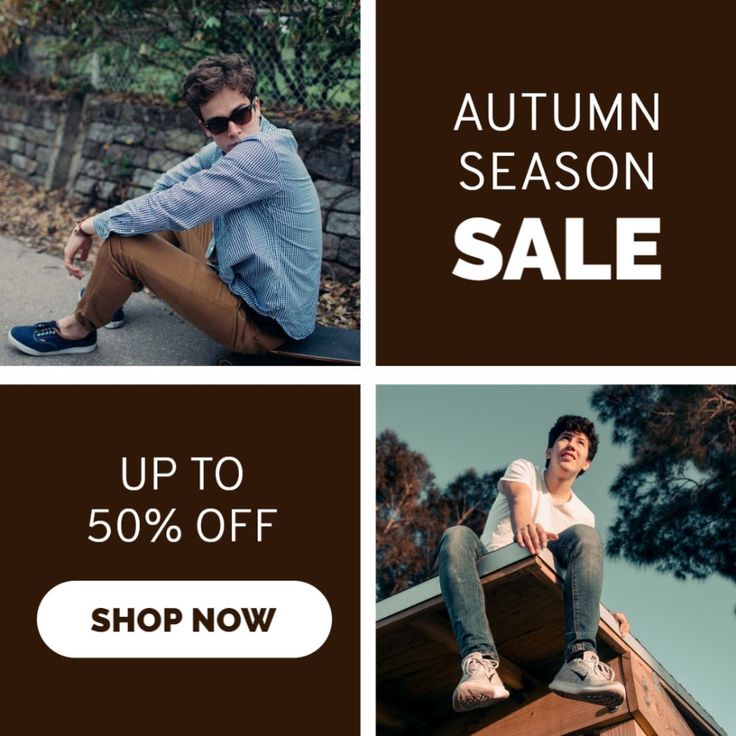 AUTUMN
SEASON
SALE
UP TO
50% OFF
SHOP NOW